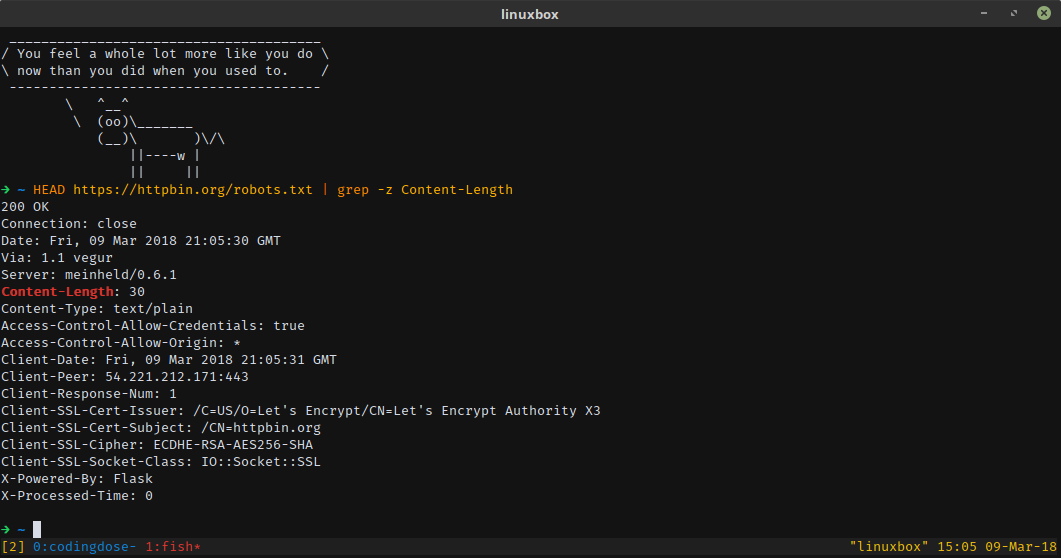 linuxbox
 _______________________________________
/ You feel a whole lot more like you do \
\ now than you did when you used to.    /
 ---------------------------------------
        \   ^__^
         \  (oo)\_______
            (__)\       )\/\
                ||----w |
                ||     ||
➜ ~ HEAD https://httpbin.org/robots.txt | grep -z Content-Length
200 OK
Connection: close
Date: Fri, 09 Mar 2018 21:05:30 GMT
Via: 1.1 vegur
Server: meinheld/0.6.1
Content-Length: 30
Content-Type: text/plain
Access-Control-Allow-Credentials: true
Access-Control-Allow-Origin: *
Client-Date: Fri, 09 Mar 2018 21:05:31 GMT
Client-Peer: 54.221.212.171:443
Client-Response-Num: 1
Client-SSL-Cert-Issuer: /C=US/O=Let's Encrypt/CN=Let's Encrypt Authority X3
Client-SSL-Cert-Subject: /CN=httpbin.org
Client-SSL-Cipher: ECDHE-RSA-AES256-SHA
Client-SSL-Socket-Class: IO::Socket::SSL
X-Powered-By: Flask
X-Processed-Time: 0
➜ ~
[2] 0:codingdose- 1:fish* "linuxbox" 15:05 09-Mar-18